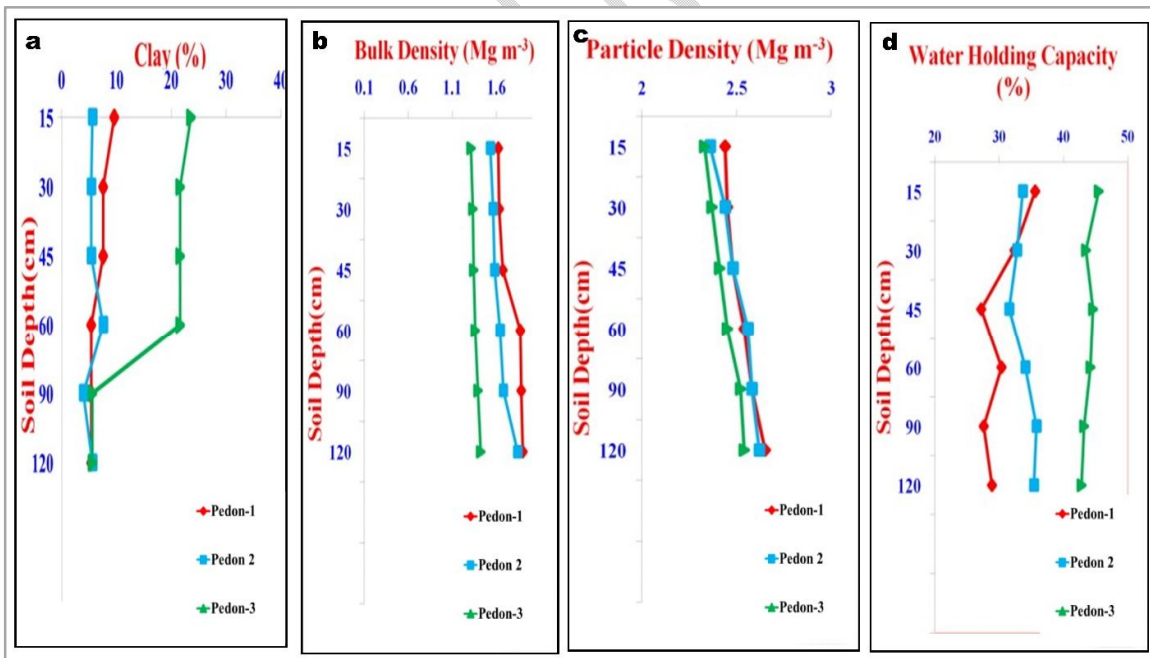 a
Clay (%)
0 10 20 30 40
15
30
45
60
90
120
Soil Depth(cm)
Pedon-1
Pedon 2
Pedon-3
b
Bulk Density (Mg m-3)
0.1 0.6 1.1 1.6
15
30
45
60
90
120
Soil Depth(cm)
Pedon-1
Pedon 2
Pedon-3
c
Particle Density (Mg m-3)
2 2.5 3
15
30
45
60
90
120
Soil Depth(cm)
Pedon-1
Pedon 2
Pedon-3
d
Water Holding Capacity
(%)
20 30 40 50
15
30
45
60
90
120
Soil Depth(cm)
Pedon-1
Pedon 2
Pedon-3